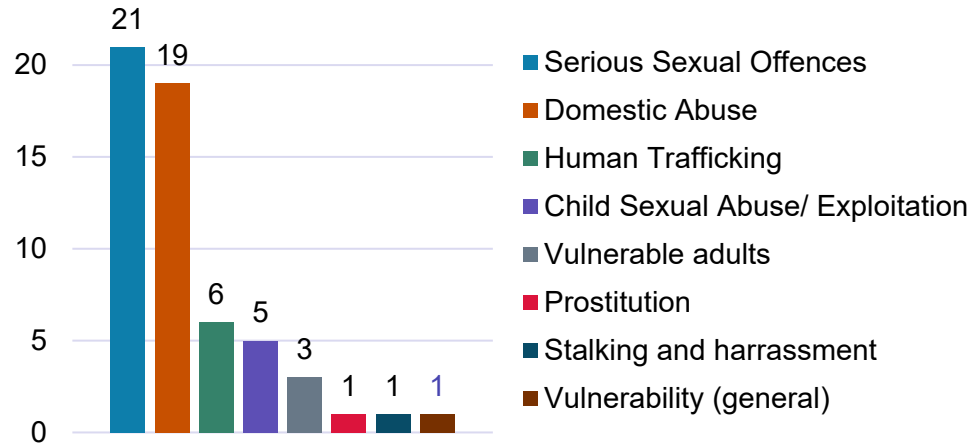 21
19
6
5
3
1
1
1
20
15
10
5
0
Serious Sexual Offences
Domestic Abuse
Human Trafficking
Child Sexual Abuse/ Exploitation
Vulnerable adults
Prostitution
Stalking and harrassment
Vulnerability (general)